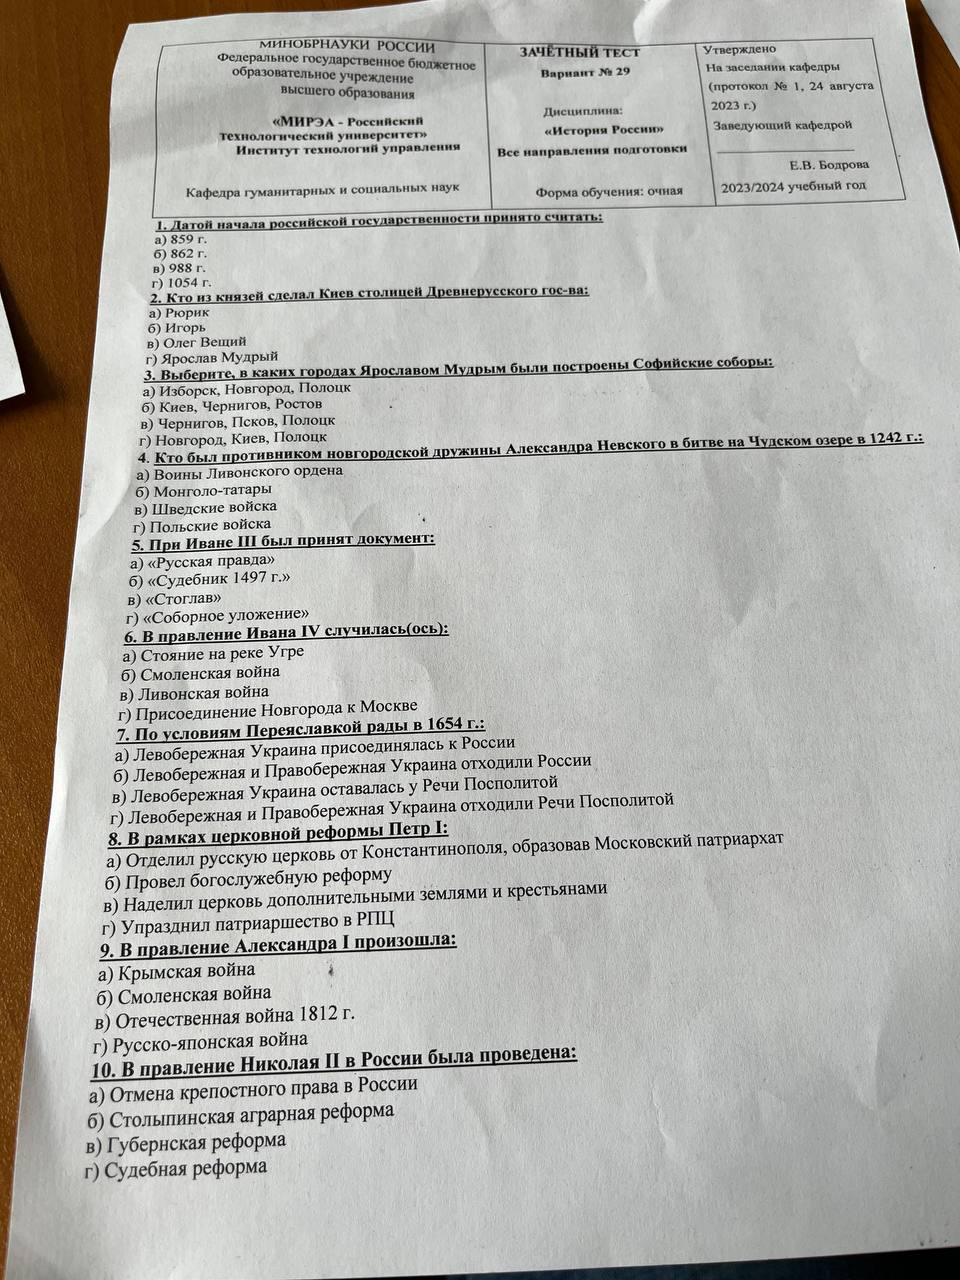 МИНОБРНАУКИ РОССИИ
Федеральное государственное бюджетное
образовательное учреждение
высшего образования
«МИРЭА - Российский
технологический университет»
Институт технологий управления
Кафедра гуманитарных и социальных наук
ЗАЧЁТНЫЙ ТЕСТ
Вариант № 29
Дисциплина:
«История России»
Все направления подготовки
Форма обучения: очная
Утверждено
На заседании кафедры
(протокол № 1, 24 августа
2023 г.)
Заведующий кафедрой
Е.В. Бодрова
2023/2024 учебный год
1. Датой начала российской государственности принято считать:
а) 859 г.
б) 862 г.
в) 988 г.
г) 1054 г.
2. Кто из князей сделал Киев столицей Древнерусского гос-ва:
а) Рюрик
б) Игорь
в) Олег Вещий
г) Ярослав Мудрый
3. Выберите, в каких городах Ярославом Мудрым были построены Софийские соборы:
а) Изборск, Новгород, Полоцк
б) Киев, Чернигов, Ростов
в) Чернигов, Псков, Полоцк
г) Новгород, Киев, Полоцк
4. Кто был противником новгородской дружины Александра Невского в битве на Чудском озере в 1242 г.:
а) Воины Ливонского ордена
б) Монголо-татары
в) Шведские войска
г) Польские войска
5. При Иване III был принят документ:
а) «Русская правда»
б) «Судебник 1497 г.»
в) «Стоглав»
г) «Соборное уложение»
6. В правление Ивана IV случилась(ось):
а) Стояние на реке Угре
б) Смоленская война
в) Ливонская война
г) Присоединение Новгорода к Москве
7. По условиям Переяславкой рады в 1654 г.:
а) Левобережная Украина присоединялась к России
б) Левобережная и Правобережная Украина отходили России
в) Левобережная Украина оставалась у Речи Посполитой
г) Левобережная и Правобережная Украина отходили Речи Посполитой
8. В рамках церковной реформы Петр I:
а) Отделил русскую церковь от Константинополя, образовав Московский патриархат
б) Провел богослужебную реформу
в) Наделил церковь дополнительными землями и крестьянами
г) Упразднил патриаршество в РПЦ
9. В правление Александра I произошла:
а) Крымская война
б) Смоленская война
в) Отечественная война 1812 г.
г) Русско-японская война
10. В правление Николая II в России была проведена:
а) Отмена крепостного права в России
б) Столыпинская аграрная реформа
в) Губернская реформа
г) Судебная реформа